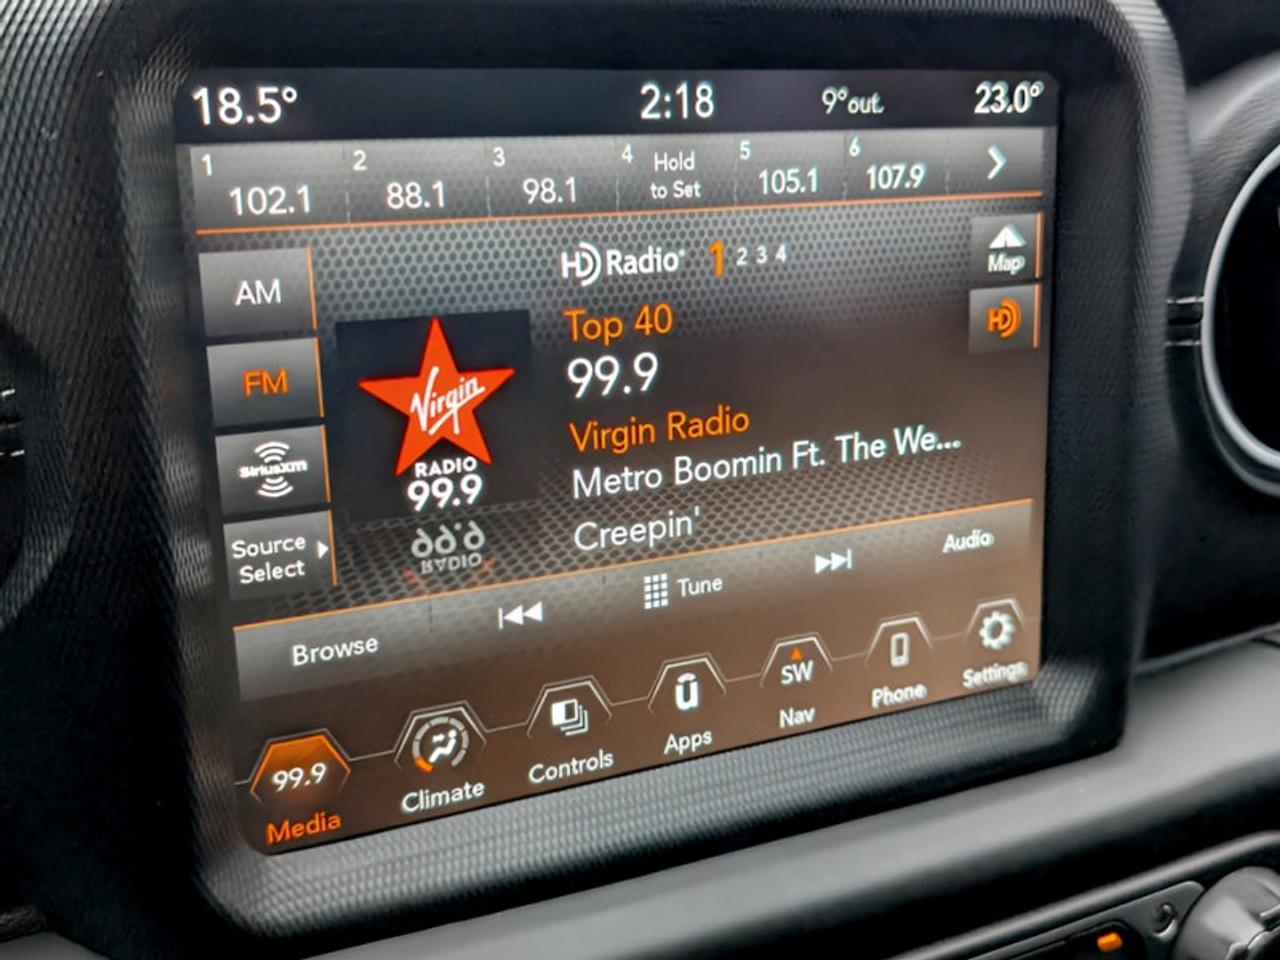 18.5° 2:18 9°out. 23.0°
1 2 3 4 5 6
102.1 88.1 98.1 Hold to Set 105.1 107.9
HD Radio 1 2 3 4
Map
AM
HD
Top 40
FM
99.9
Virgin
RADIO
99.9
Virgin Radio
SiriusXM
Metro Boomin Ft. The We...
Creepin'
Source
Select
Browse
Tune
Audio
99.9
Media
Climate
Controls
û
Apps
SW
Nav
Phone
Settings